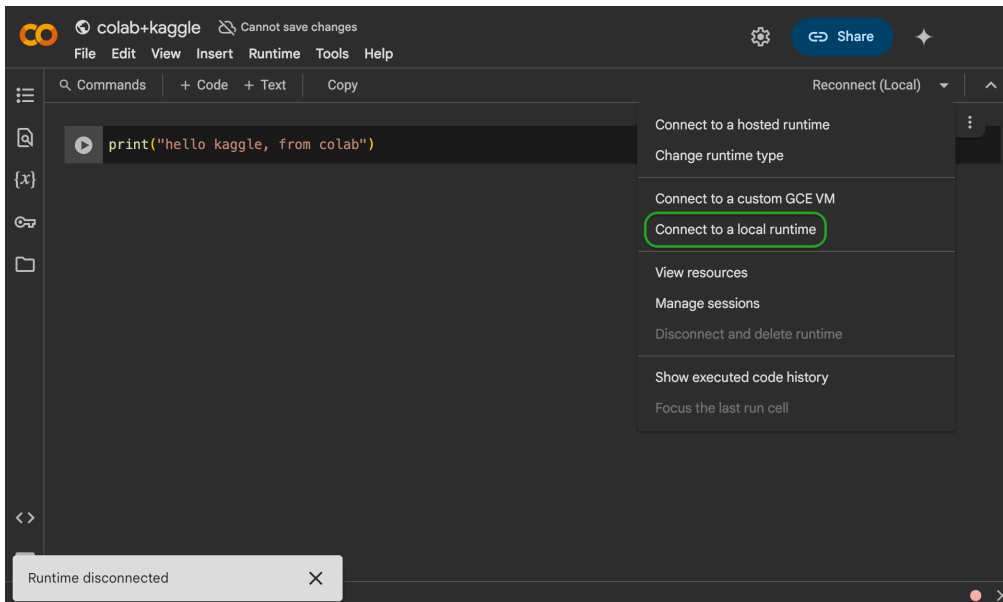 colab+kaggle Cannot save changes
File Edit View Insert Runtime Tools Help
Share
Commands + Code + Text Copy
Reconnect (Local)
print("hello kaggle, from colab")
{x}
Connect to a hosted runtime
Change runtime type
Connect to a custom GCE VM
Connect to a local runtime
View resources
Manage sessions
Disconnect and delete runtime
Show executed code history
Focus the last run cell
Runtime disconnected